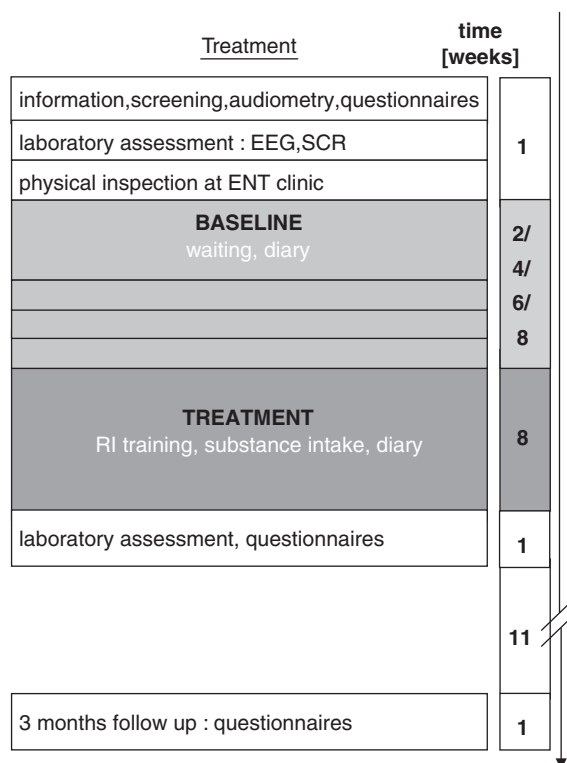 Treatment
time
[weeks]
information,screening,audiometry,questionnaires
laboratory assessment : EEG,SCR
physical inspection at ENT clinic
1
BASELINE
waiting, diary
2/
4/
6/
8
TREATMENT
RI training, substance intake, diary
8
laboratory assessment, questionnaires
1
11
3 months follow up : questionnaires
1